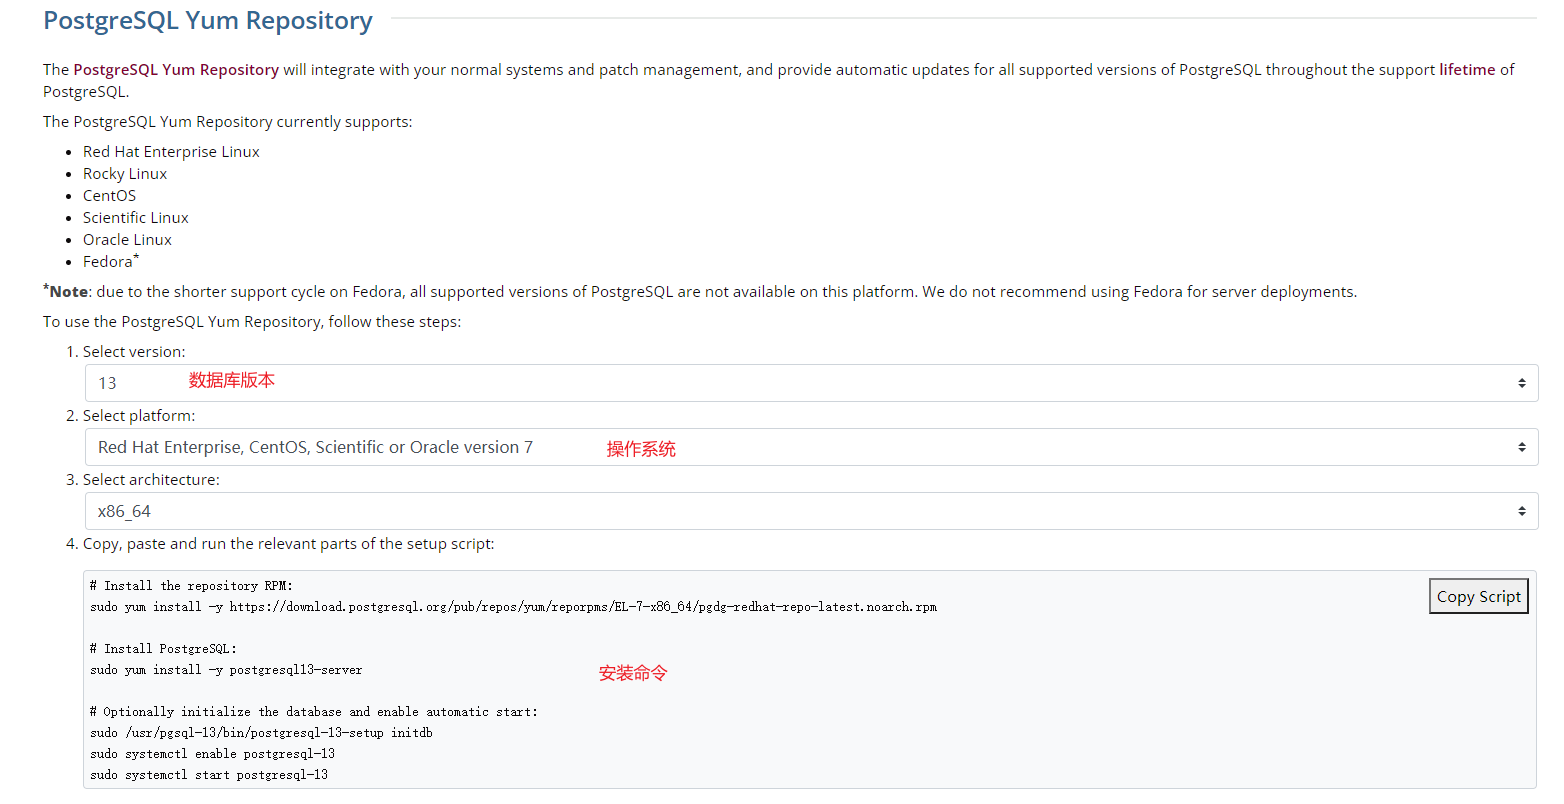 PostgreSQL Yum Repository
The PostgreSQL Yum Repository will integrate with your normal systems and patch management, and provide automatic updates for all supported versions of PostgreSQL throughout the support lifetime of
PostgreSQL.
The PostgreSQL Yum Repository currently supports:
• Red Hat Enterprise Linux
• Rocky Linux
• CentOS
• Scientific Linux
• Oracle Linux
• Fedora*
*Note: due to the shorter support cycle on Fedora, all supported versions of PostgreSQL are not available on this platform. We do not recommend using Fedora for server deployments.
To use the PostgreSQL Yum Repository, follow these steps:
1. Select version:
13 数据库版本
2. Select platform:
Red Hat Enterprise, CentOS, Scientific or Oracle version 7 操作系统
3. Select architecture:
x86_64
4. Copy, paste and run the relevant parts of the setup script:
# Install the repository RPM:
Copy Script
sudo yum install -y https://download.postgresql.org/pub/repos/yum/reporpms/EL-7-x86_64/pgdg-redhat-repo-latest.noarch.rpm
# Install PostgreSQL:
sudo yum install -y postgresql13-server 安装命令
# Optionally initialize the database and enable automatic start:
sudo /usr/pgsql-13/bin/postgresql-13-setup initdb
sudo systemctl enable postgresql-13
sudo systemctl start postgresql-13